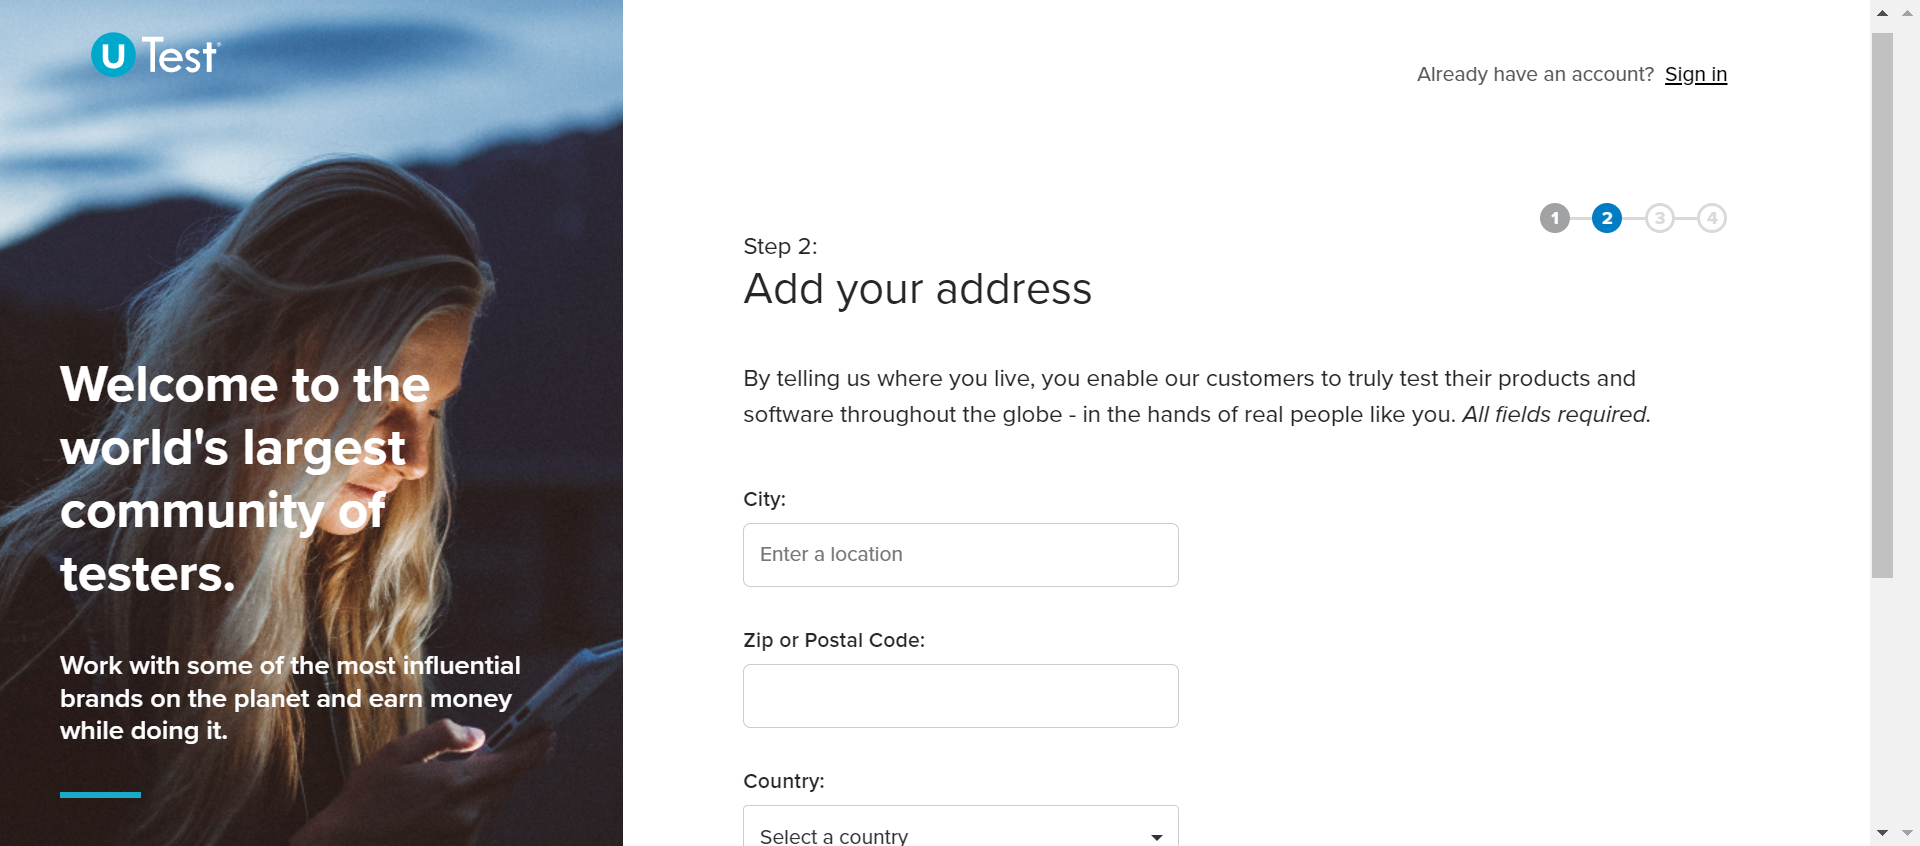 U Test
Welcome to the
world's largest
community of
testers.
Work with some of the most influential
brands on the planet and earn money
while doing it.
Already have an account? Sign in
1 2 3 4
Step 2:
Add your address
By telling us where you live, you enable our customers to truly test their products and
software throughout the globe - in the hands of real people like you. All fields required.
City:
Enter a location
Zip or Postal Code:
Country:
Select a country